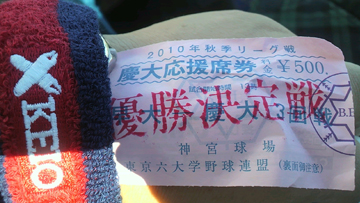 KEIO
2010年秋季リーグ戦
慶大応援席券
¥500
優勝決定戦
神宮球場
東京六大学野球連盟